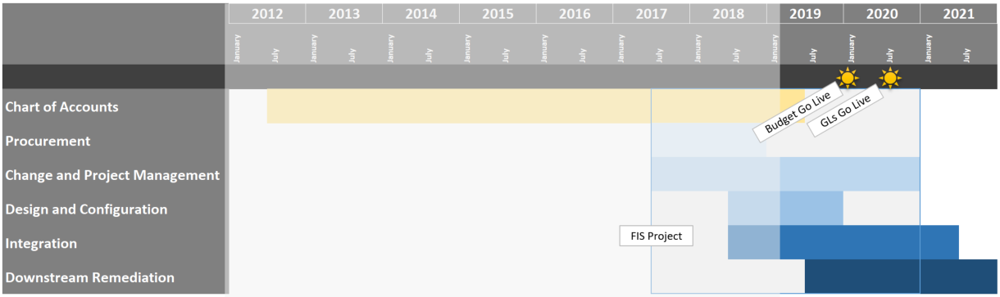 2012 2013 2014 2015 2016 2017 2018 2019 2020 2021
January July January July January July January July January July January July January July January July January July January July
Chart of Accounts
Budget Go Live
GLs Go Live
Procurement
Change and Project Management
Design and Configuration
Integration
FIS Project
Downstream Remediation